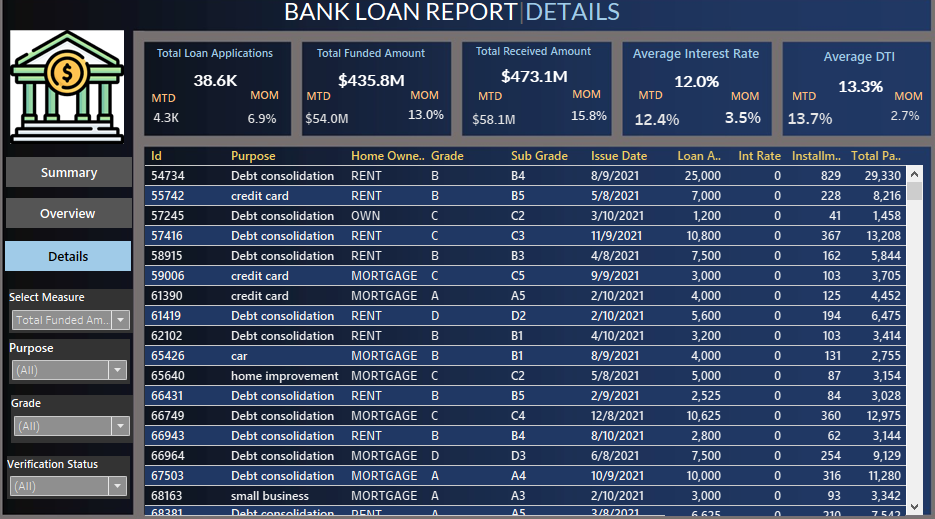 BANK LOAN REPORT|DETAILS
Total Loan Applications
38.6K
MTD MOM
4.3K 6.9%
Total Funded Amount
$435.8M
MTD MOM
$54.0M 13.0%
Total Received Amount
$473.1M
MTD MOM
$58.1M 15.8%
Average Interest Rate
12.0%
MTD MOM
12.4% 3.5%
Average DTI
13.3%
MTD MOM
13.7% 2.7%
$
Summary
Overview
Details
Select Measure
Total Funded Am..
Purpose
(All)
Grade
(All)
Verification Status
(All)
Id Purpose Home Owne.. Grade Sub Grade Issue Date Loan A.. Int Rate Installm.. Total Pa..
54734 Debt consolidation RENT B B4 8/9/2021 25,000 0 829 29,330
55742 credit card RENT B B5 5/8/2021 7,000 0 228 8,216
57245 Debt consolidation OWN C C2 3/10/2021 1,200 0 41 1,458
57416 Debt consolidation RENT C C3 11/9/2021 10,800 0 367 13,208
58915 Debt consolidation RENT B B3 4/8/2021 7,500 0 162 5,844
59006 credit card MORTGAGE C C5 9/9/2021 3,000 0 103 3,705
61390 credit card MORTGAGE A A5 2/10/2021 4,000 0 125 4,452
61419 Debt consolidation RENT D D2 2/10/2021 5,600 0 194 6,475
62102 Debt consolidation RENT B B1 4/10/2021 3,200 0 103 3,414
65426 car MORTGAGE B B1 8/9/2021 4,000 0 131 2,755
65640 home improvement MORTGAGE C C2 5/8/2021 5,000 0 87 3,154
66431 Debt consolidation RENT B B5 2/9/2021 2,525 0 84 3,028
66749 Debt consolidation MORTGAGE C C4 12/8/2021 10,625 0 360 12,975
66943 Debt consolidation RENT B B4 8/10/2021 2,800 0 62 3,144
66964 Debt consolidation MORTGAGE D D3 6/8/2021 7,500 0 254 9,129
67503 Debt consolidation MORTGAGE A A4 10/9/2021 10,000 0 316 11,280
68163 small business MORTGAGE A A3 2/10/2021 3,000 0 93 3,342
68381 Debt consolidation RENT A A5 3/8/2021 6,625 0 210 7,542